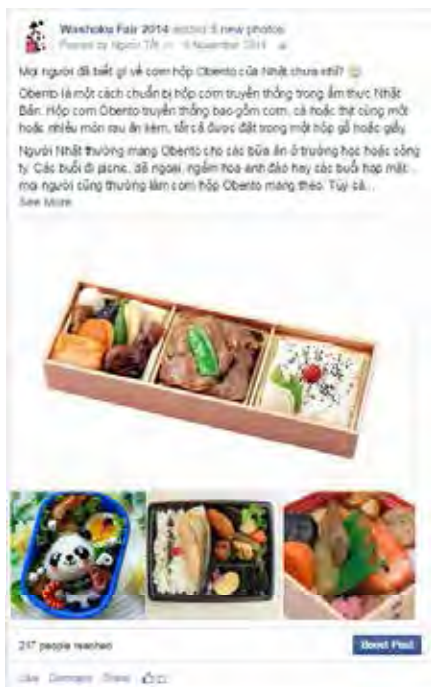 Washoku Fair 2014 added 5 new photos
Posted by 
November 2014
Mọi người đã biết gì về cơm hộp Obento của Nhật chưa nhỉ?
Obento là một cách chuẩn bị hộp cơm truyền thống trong ẩm thực Nhật
Bản. Hộp cơm Obento truyền thống bao gồm cơm, cá hoặc thịt cùng một
hoặc nhiều món rau ăn kèm, tất cả được đặt trong một hộp gỗ hoặc giấy.
Người Nhật thường mang Obento cho các bữa ăn ở trường học hoặc công
ty. Các buổi đi picnic, dã ngoại, ngắm hoa anh đào hay các buổi họp mặt...
mọi người cũng thường làm cơm hộp Obento mang theo. Tùy cả...
See More
217 people reached
Boost Post
Like Comment Share